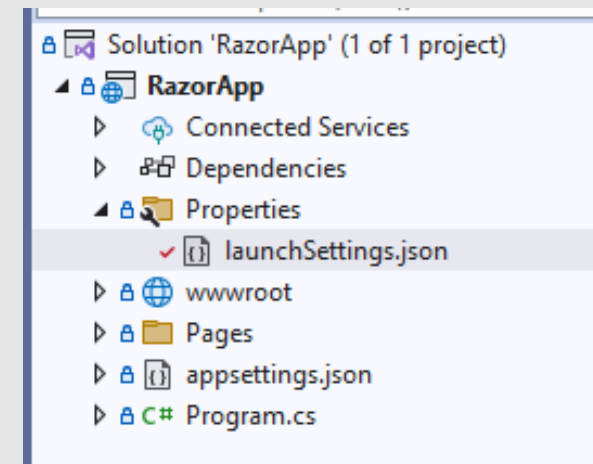 Solution 'RazorApp' (1 of 1 project)
RazorApp
Connected Services
Dependencies
Properties
launchSettings.json
wwwroot
Pages
appsettings.json
C# Program.cs